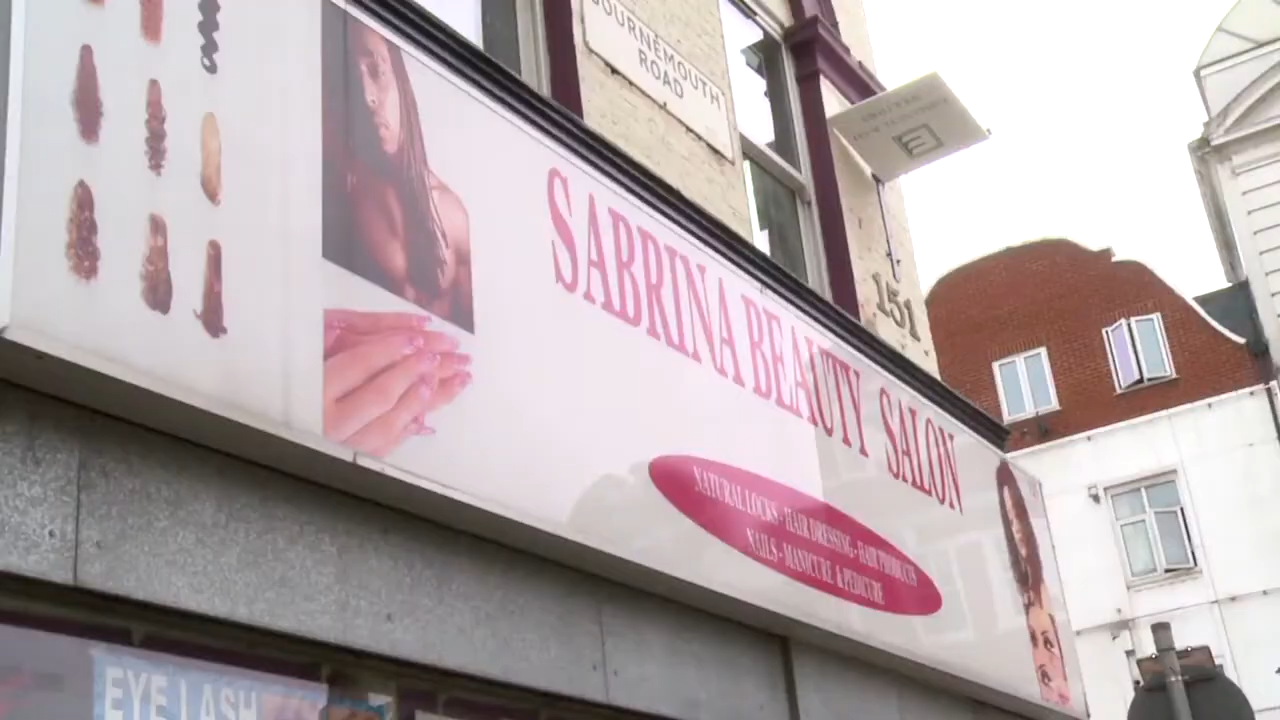 BOURNEMOUTH
ROAD
151
SABRINA BEAUTY SALON
NATURAL LOCKS - HAIR DRESSING - HAIR PRODUCTS
NAILS - MANICURE & PEDICURE
EYE LASH